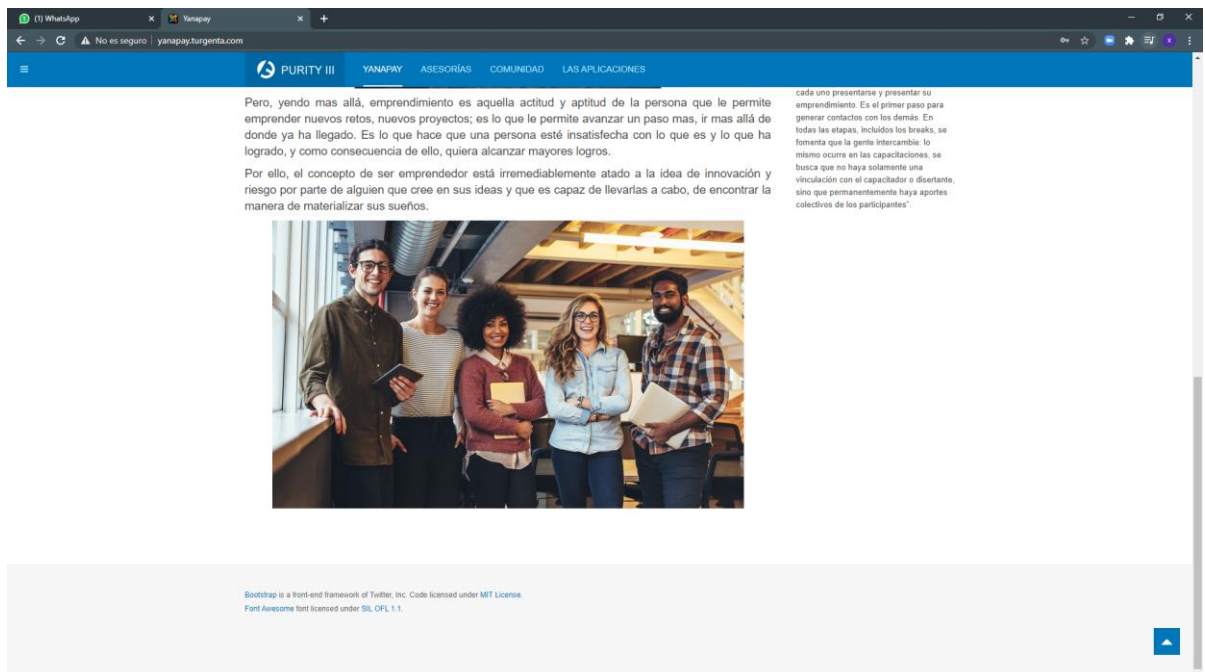 (1) WhatsApp
Yanapay
No es seguro | yanapay.turgenta.com
PURITY III
YANAPAY
ASESORÍAS
COMUNIDAD
LAS APLICACIONES
Pero, yendo mas allá, emprendimiento es aquella actitud y aptitud de la persona que le permite
emprender nuevos retos, nuevos proyectos; es lo que le permite avanzar un paso mas, ir mas allá de
donde ya ha llegado. Es lo que hace que una persona esté insatisfecha con lo que es y lo que ha
logrado, y como consecuencia de ello, quiera alcanzar mayores logros.
Por ello, el concepto de ser emprendedor está irremediablemente atado a la idea de innovación y
riesgo por parte de alguien que cree en sus ideas y que es capaz de llevarlas a cabo, de encontrar la
manera de materializar sus sueños.
cada uno presentarse y presentar su
emprendimiento. Es el primer paso para
generar contactos con los demás. En
todas las etapas, incluidos los breaks, se
fomenta que la gente intercambie: lo
mismo ocurre en las capacitaciones, se
busca que no haya solamente una
vinculación con el capacitador o disertante,
sino que permanentemente haya aportes
colectivos de los participantes".
Bootstrap is a front-end framework of Twitter, Inc. Code licensed under MIT License.
Font Awesome font licensed under SIL OFL 1.1.